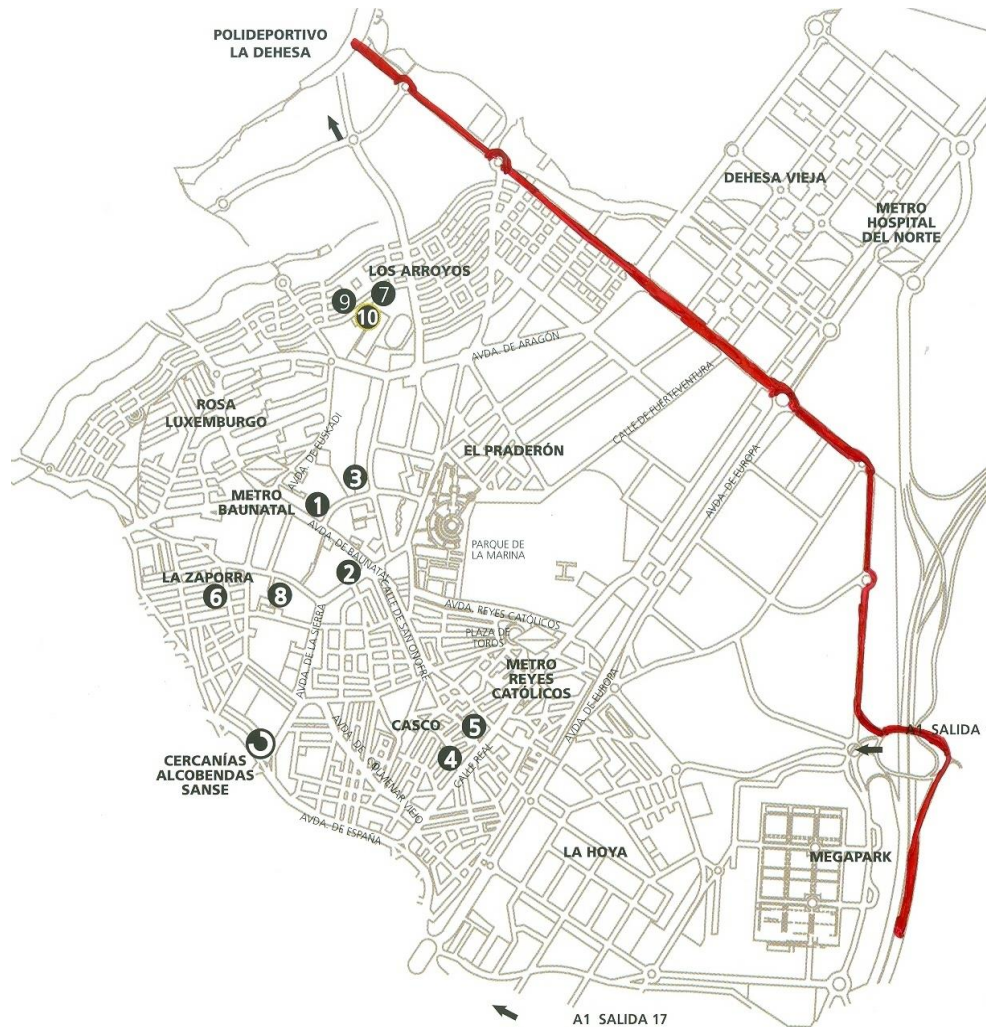 POLIDEPORTIVO
LA DEHESA
DEHESA VIEJA
METRO
HOSPITAL
DEL NORTE
LOS ARROYOS
9
7
10
AVDA. DE ARAGÓN
CALLE DE FUERTEVENTURA
ROSA
LUXEMBURGO
AVDA. DE EUSKADI
EL PRADERÓN
AVDA. DE EUROPA
3
METRO
BAUNATAL
1
AVDA. DE BAUNATAL
PARQUE DE
LA MARINA
2
LA ZAPORRA
6
8
CALLE DE SAN ONOFRE
AVDA. REYES CATÓLICOS
PLAZA DE
TOROS
AVDA. DE LA SIERRA
METRO
REYES
CATÓLICOS
AVDA. DE EUROPA
CASCO
5
4
CALLE REAL
A1 SALIDA
CERCANÍAS
ALCOBENDAS
SANSE
AVDA. DE COLMENAR VIEJO
AVDA. DE ESPAÑA
LA HOYA
MEGAPARK
A1 SALIDA 17